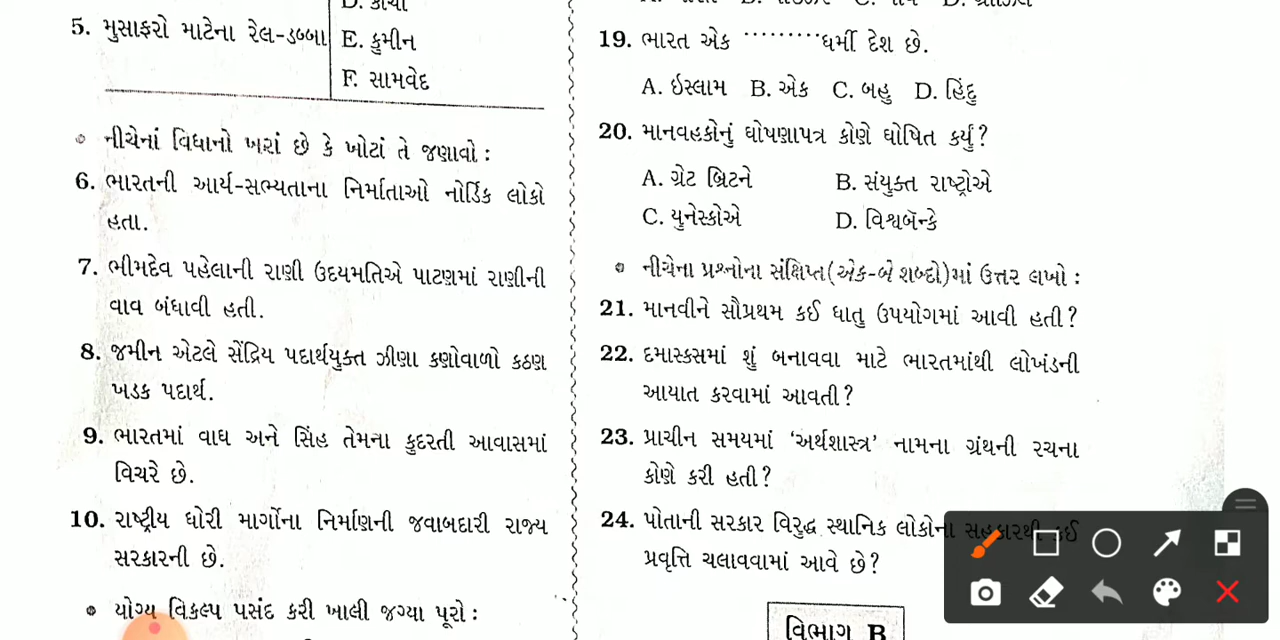 5. મુસાફરો માટેના રેલ-ડબ્બા
E. કુમીન
F. સામવેદ
નીચેનાં વિધાનો ખરાં છે કે ખોટાં તે જણાવો :
6. ભારતની આર્ય-સભ્યતાના નિર્માતાઓ નોર્ડિક લોકો
હતા.
7. ભીમદેવ પહેલાની રાણી ઉદયમતિએ પાટણમાં રાણીની
વાવ બંધાવી હતી.
8. જમીન એટલે સેંદ્રિય પદાર્થયુક્ત ઝીણા કણોવાળો કઠણ
ખડક પદાર્થ.
9. ભારતમાં વાઘ અને સિંહ તેમના કુદરતી આવાસમાં
વિચરે છે.
10. રાષ્ટ્રીય ધોરી માર્ગોના નિર્માણની જવાબદારી રાજ્ય
સરકારની છે.
• યોગ્ય વિકલ્પ પસંદ કરી ખાલી જગ્યા પૂરો :
19. ભારત એક ········· ધર્મી દેશ છે.
A. ઇસ્લામ B. એક C. બહુ D. હિંદુ
20. માનવહકોનું ઘોષણાપત્ર કોણે ઘોષિત કર્યું?
A. ગ્રેટ બ્રિટને B. સંયુક્ત રાષ્ટ્રોએ
C. યુનેસ્કોએ D. વિશ્વબૅન્કે
• નીચેના પ્રશ્નોના સંક્ષિપ્ત(એક-બે શબ્દો)માં ઉત્તર લખો :
21. માનવીને સૌપ્રથમ કઈ ધાતુ ઉપયોગમાં આવી હતી?
22. દમાસ્કસમાં શું બનાવવા માટે ભારતમાંથી લોખંડની
આયાત કરવામાં આવતી?
23. પ્રાચીન સમયમાં ‘અર્થશાસ્ત્ર’ નામના ગ્રંથની રચના
કોણે કરી હતી?
24. પોતાની સરકાર વિરુદ્ધ સ્થાનિક લોકોના સહકારથી કઈ
પ્રવૃત્તિ ચલાવવામાં આવે છે?
વિભાગ B